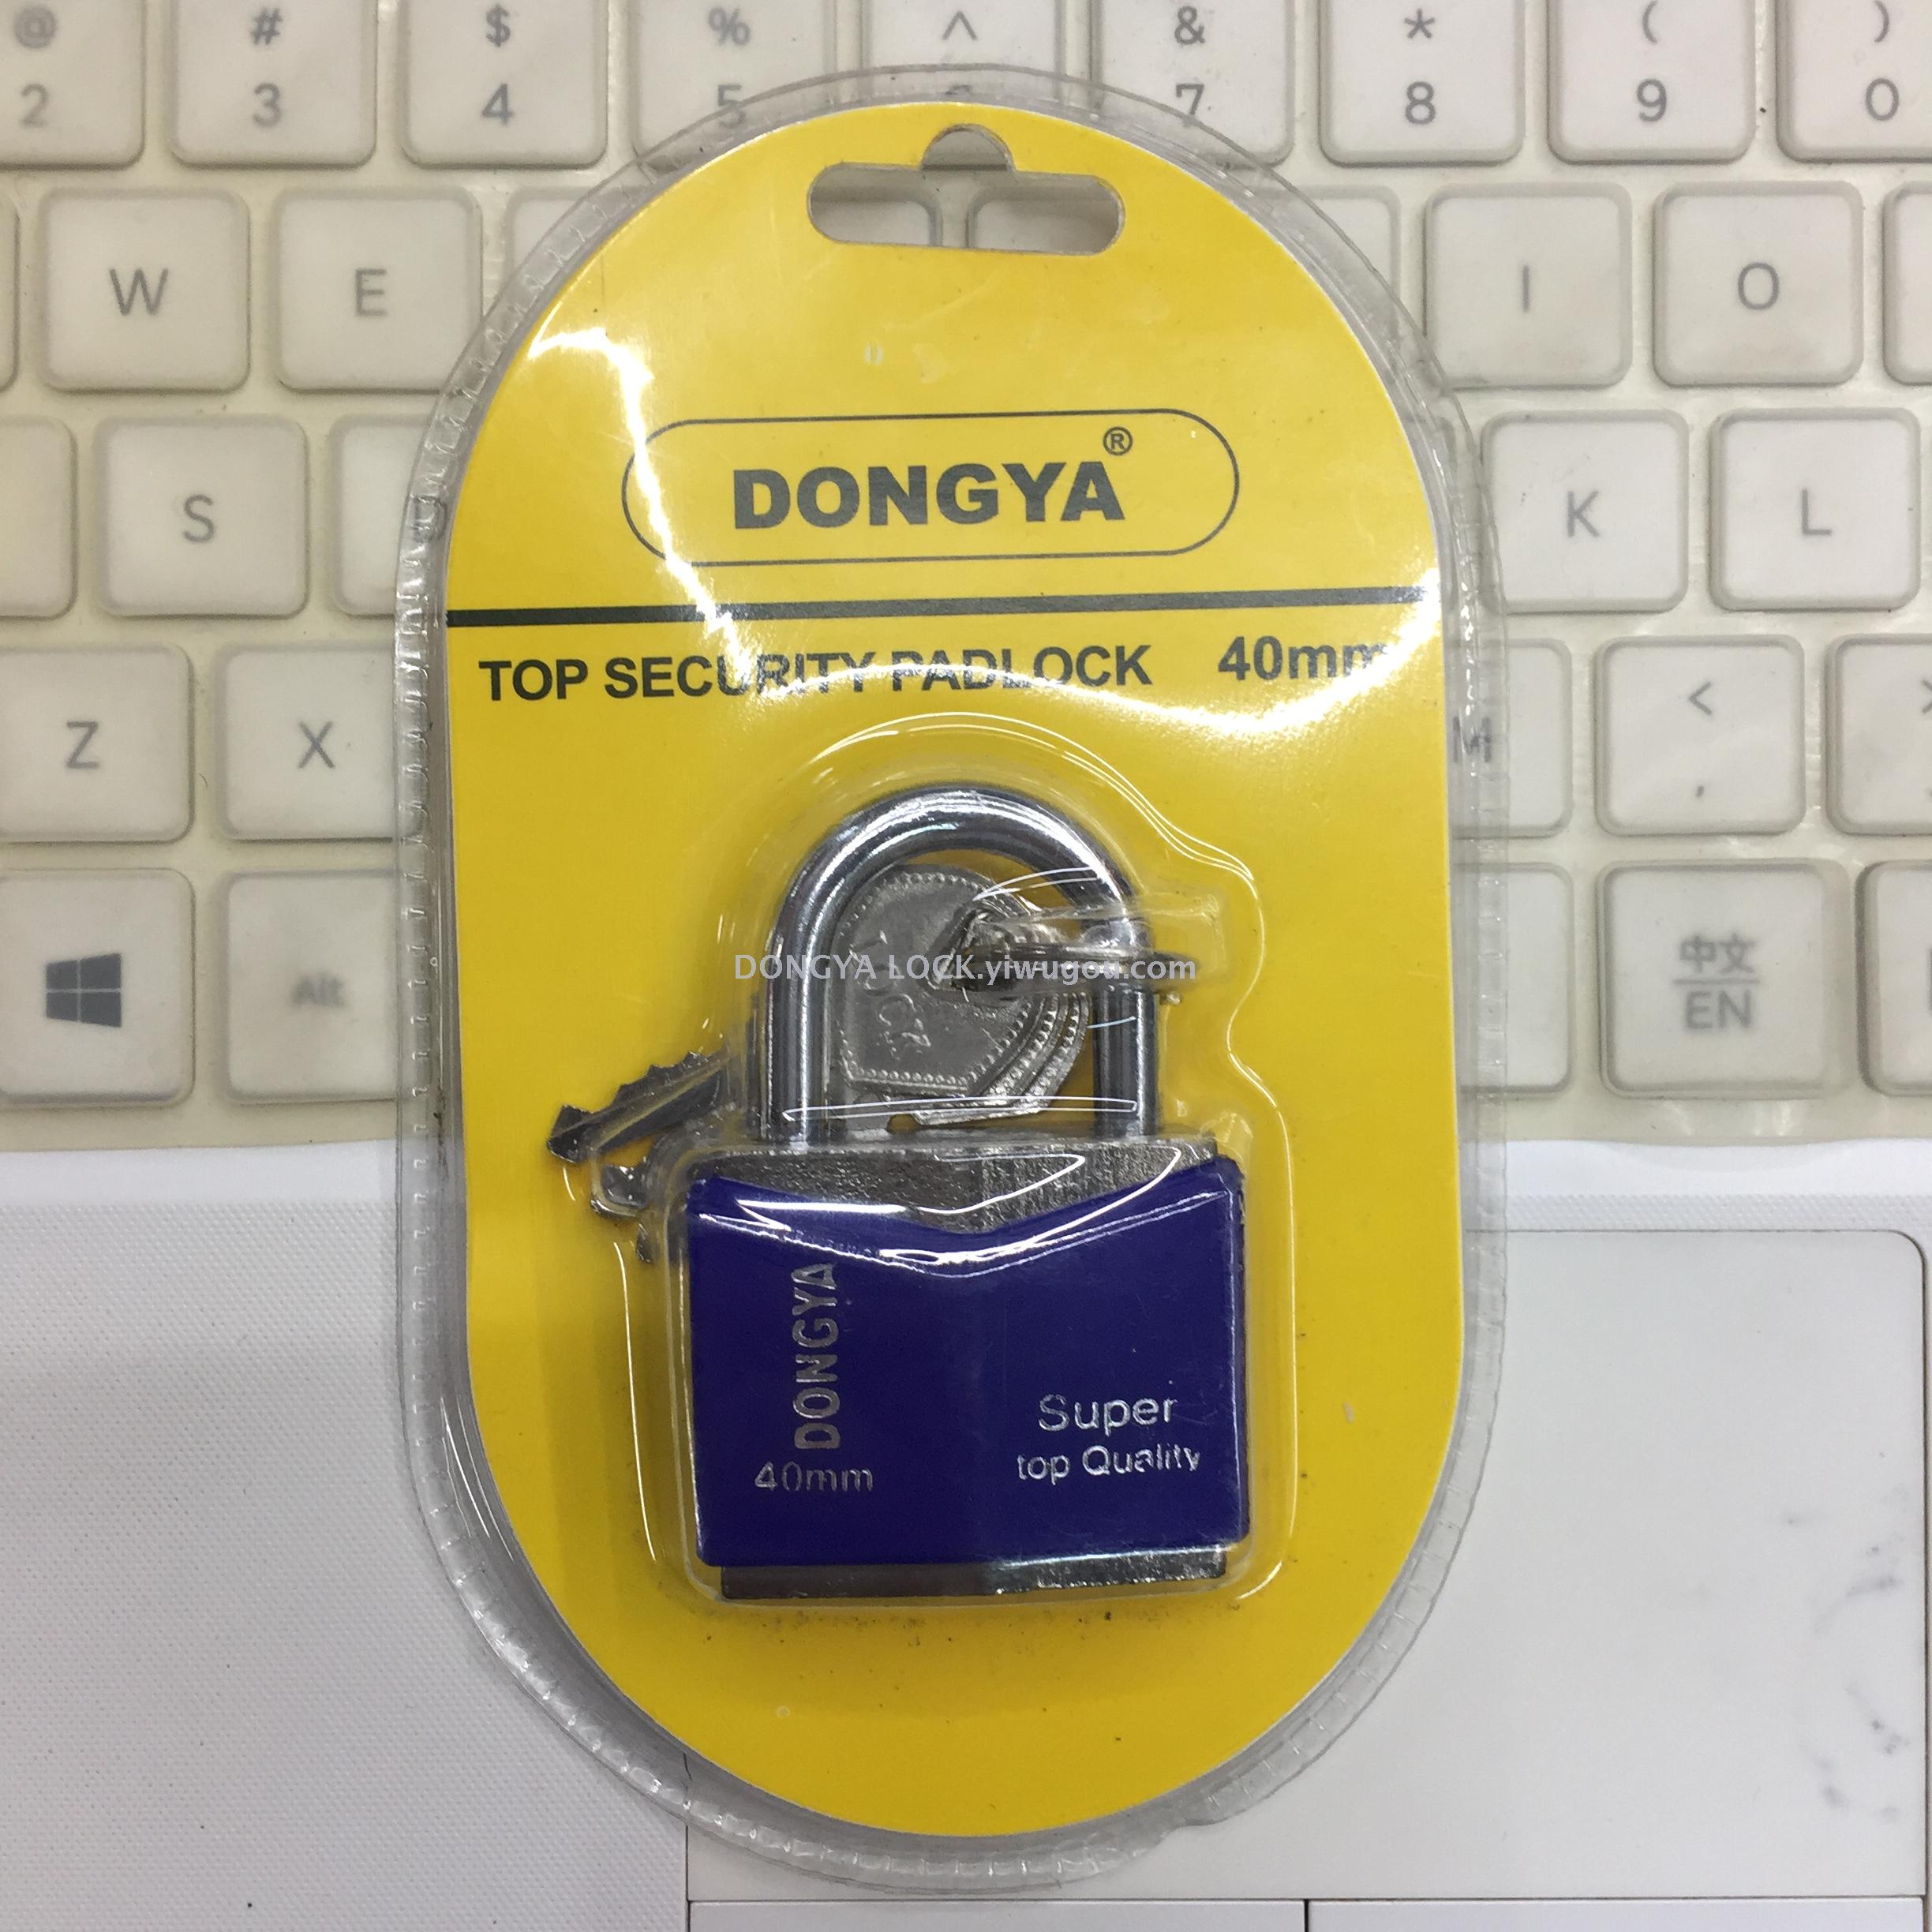 @ # $ % ^ & * ( )
2 3 4 5 7 8 9 0
W E I O
DONGYA®
S K L
TOP SECURITY PADLOCK 40mm
Z X M < ,
DONGYA LOCK.yiwugou.com
Alt
中文
EN
DONGYA
40mm
Super
top Quality